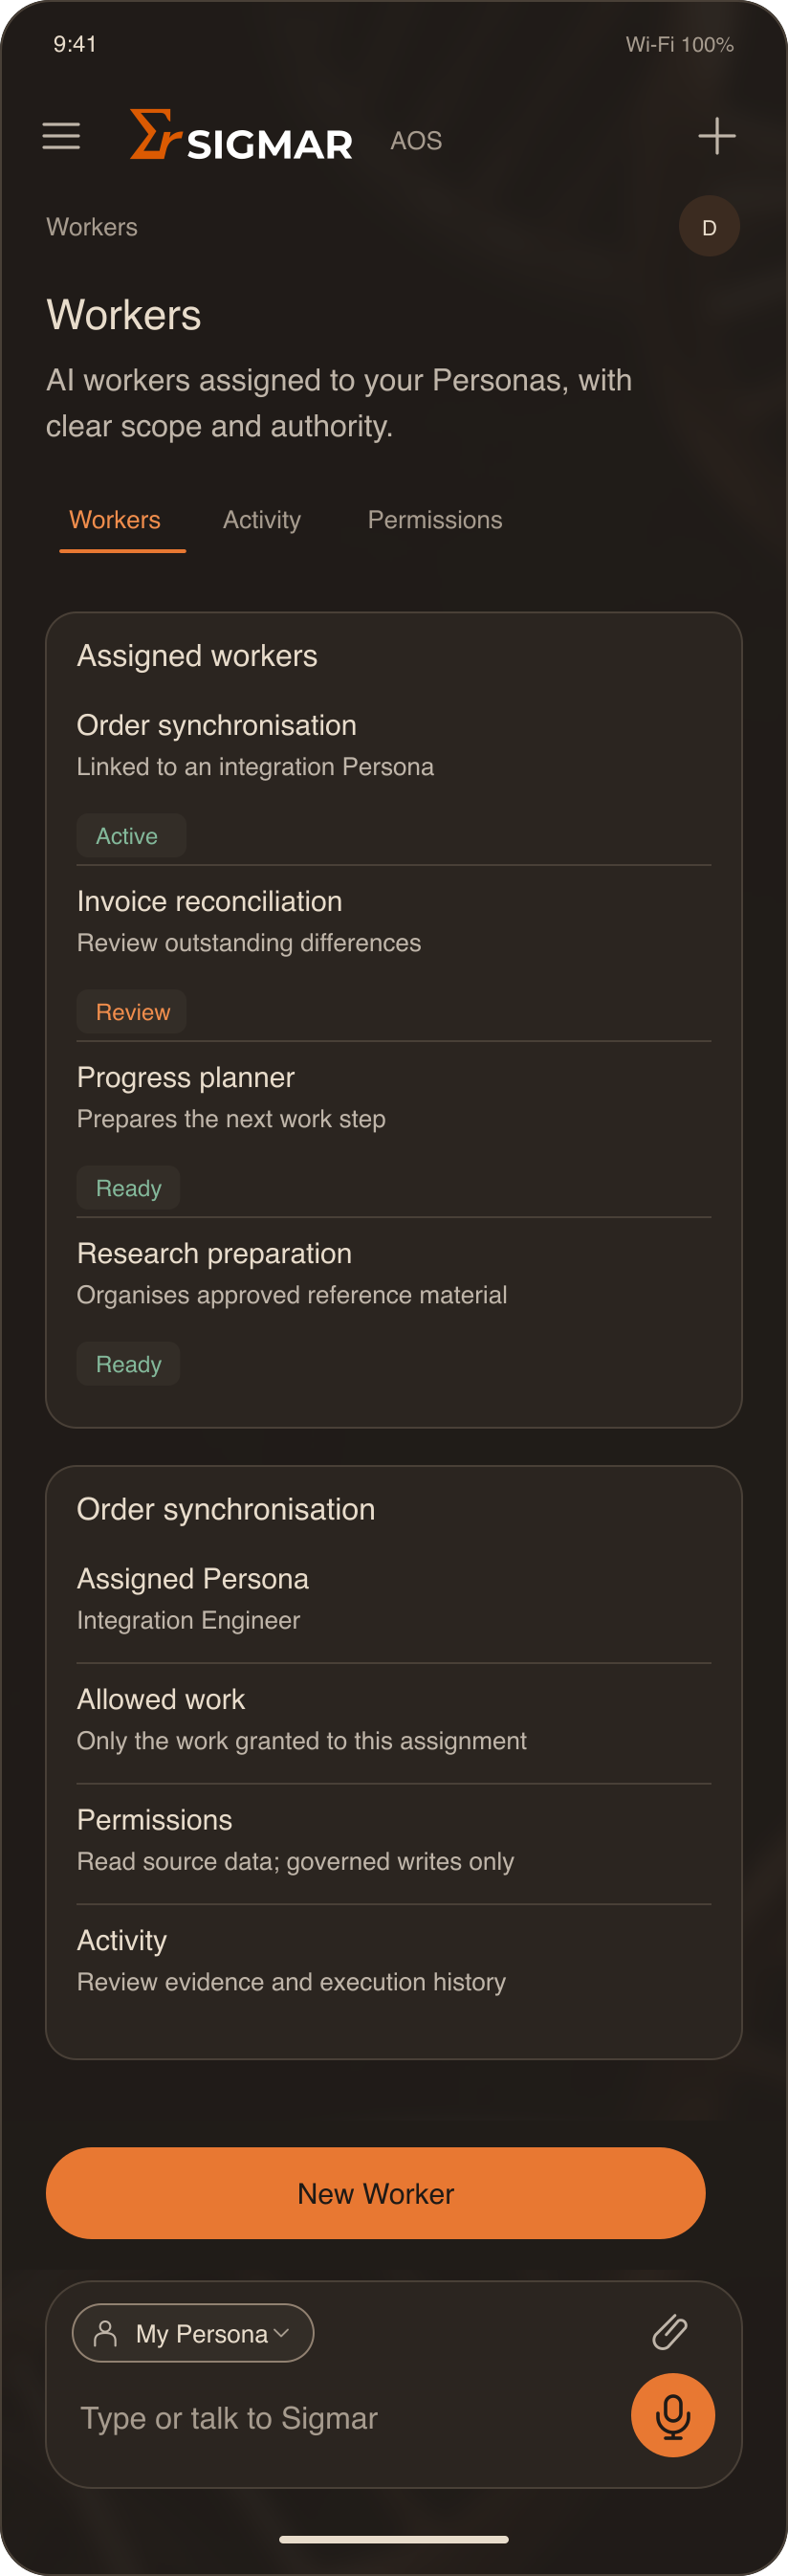 9:41
Wi-Fi 100%
Σr SIGMAR AOS
Workers
D
Workers
AI workers assigned to your Personas, with
clear scope and authority.
Workers Activity Permissions
Assigned workers
Order synchronisation
Linked to an integration Persona
Active
Invoice reconciliation
Review outstanding differences
Review
Progress planner
Prepares the next work step
Ready
Research preparation
Organises approved reference material
Ready
Order synchronisation
Assigned Persona
Integration Engineer
Allowed work
Only the work granted to this assignment
Permissions
Read source data; governed writes only
Activity
Review evidence and execution history
New Worker
My Persona
Type or talk to Sigmar